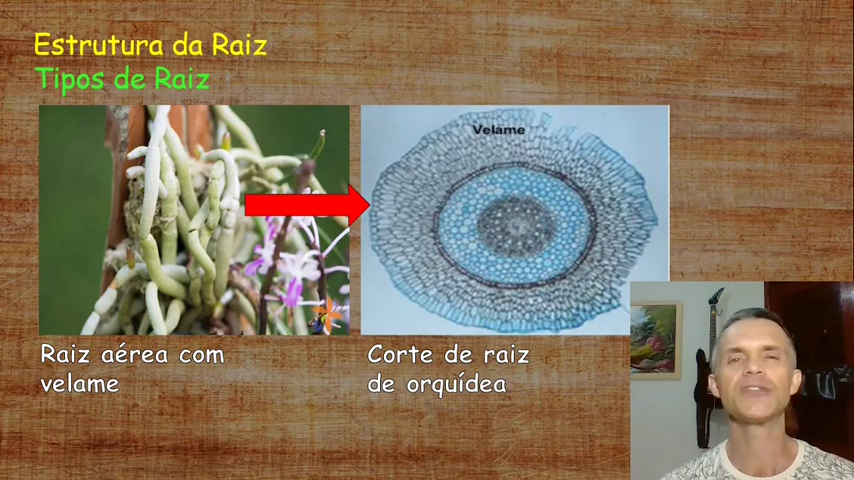 Estrutura da Raiz
Tipos de Raiz
Velame
Raiz aérea com
velame
Corte de raiz
de orquídea